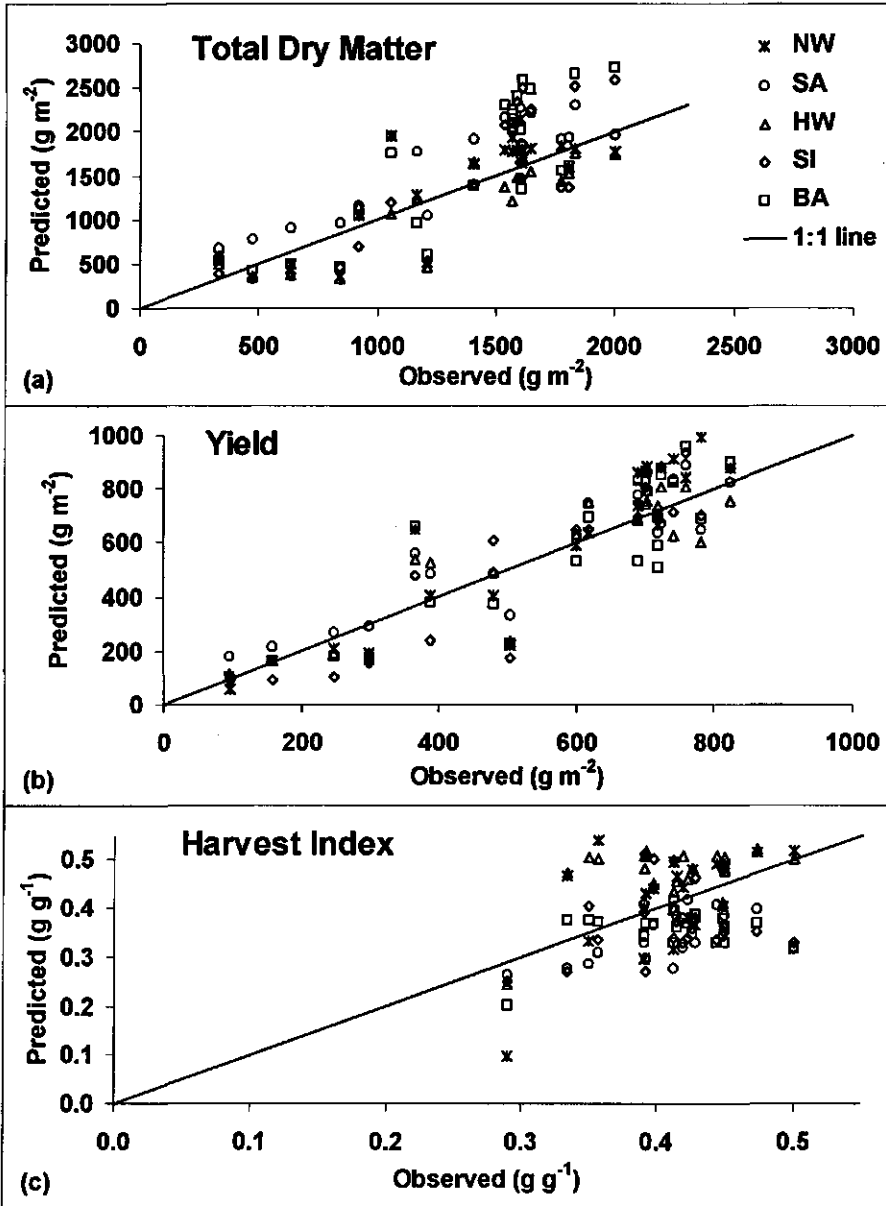 Total Dry Matter
3000
2500
2000
1500
1000
500
0
Predicted (g m⁻²)
0 500 1000 1500 2000 2500 3000
Observed (g m⁻²)
NW
SA
HW
SI
BA
1:1 line
(a)
Yield
1000
800
600
400
200
0
Predicted (g m⁻²)
0 200 400 600 800 1000
Observed (g m⁻²)
(b)
Harvest Index
0.5
0.4
0.3
0.2
0.1
0.0
Predicted (g g⁻¹)
0.0 0.1 0.2 0.3 0.4 0.5
Observed (g g⁻¹)
(c)